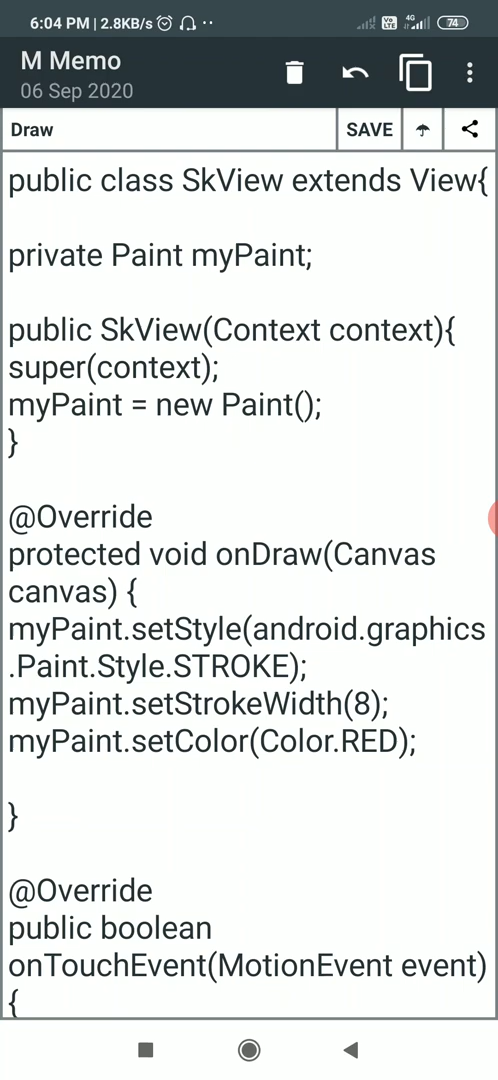 6:04 PM | 2.8KB/s
Vo LTE
4G
74
M Memo
06 Sep 2020
Draw
SAVE
public class SkView extends View{
private Paint myPaint;
public SkView(Context context){
super(context);
myPaint = new Paint();
}
@Override
protected void onDraw(Canvas
canvas) {
myPaint.setStyle(android.graphics
.Paint.Style.STROKE);
myPaint.setStrokeWidth(8);
myPaint.setColor(Color.RED);
}
@Override
public boolean
onTouchEvent(MotionEvent event)
{